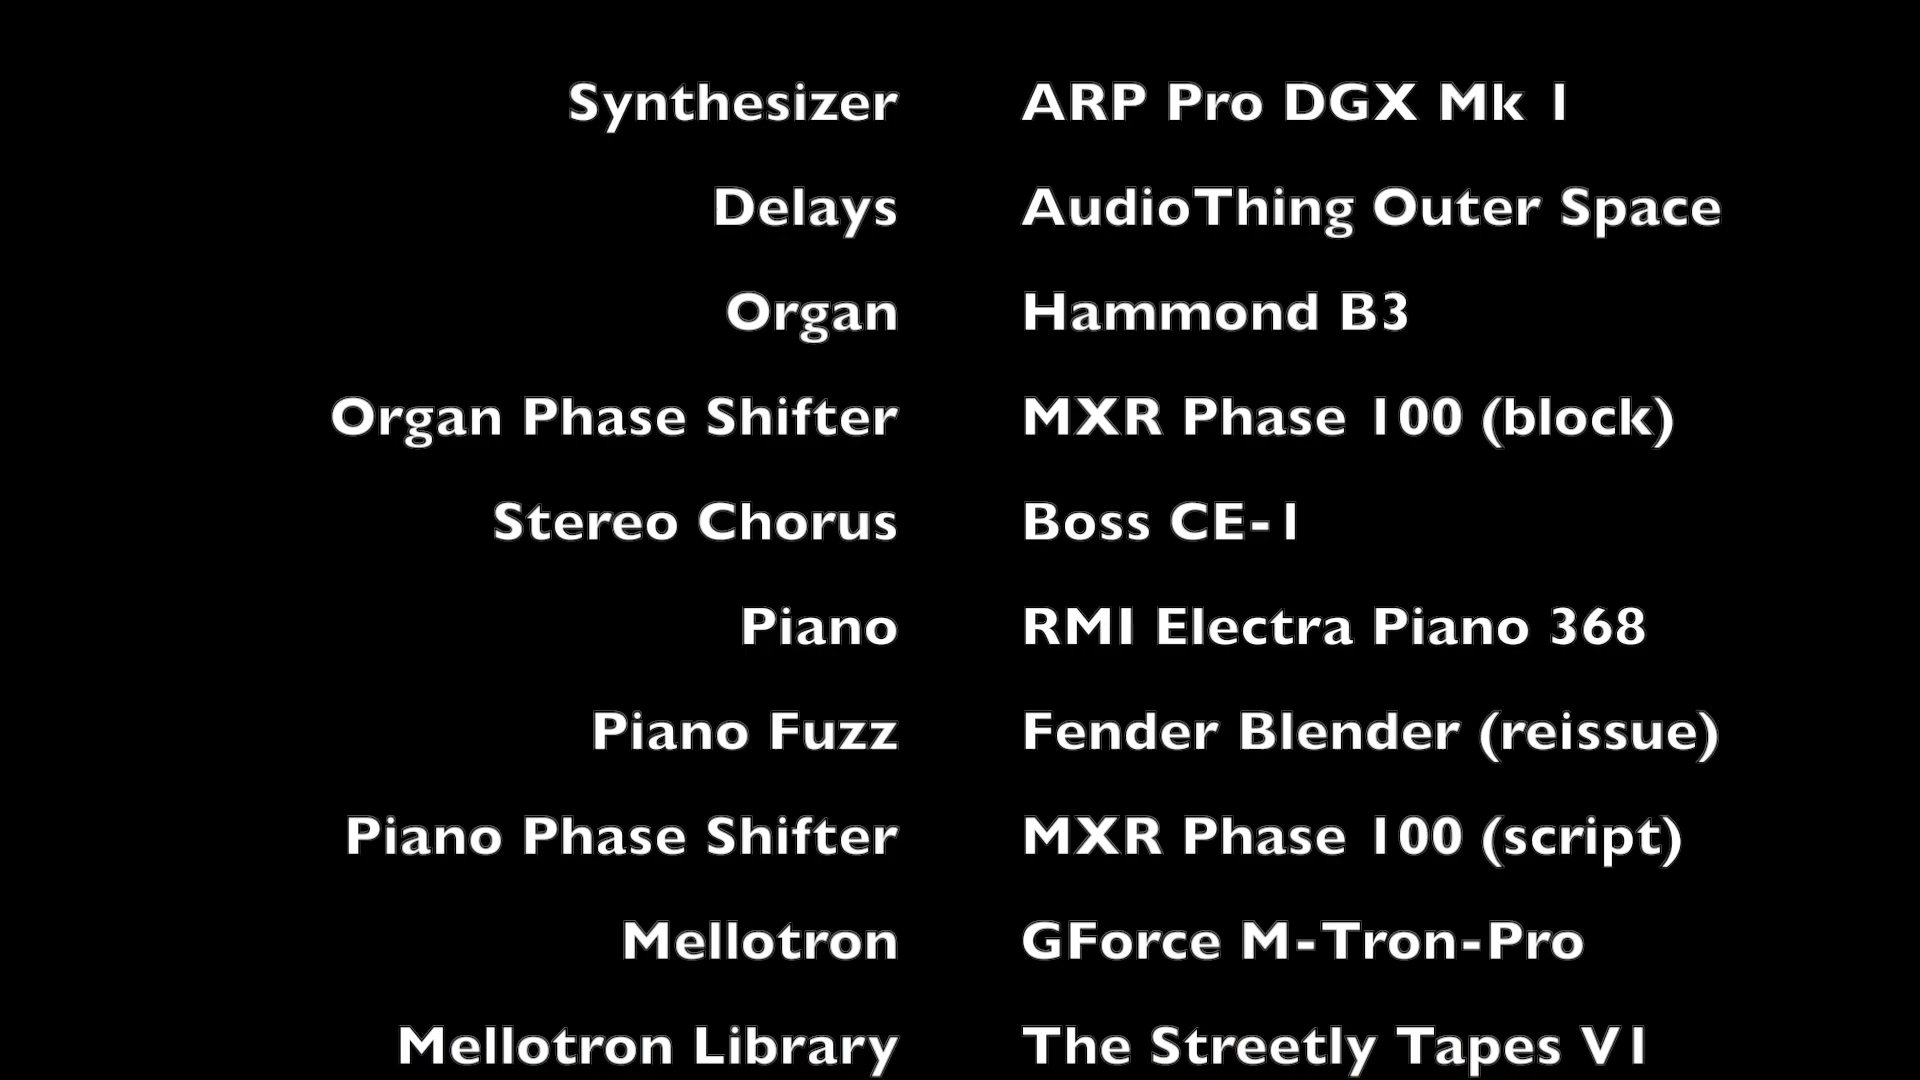 Synthesizer ARP Pro DGX Mk 1
Delays AudioThing Outer Space
Organ Hammond B3
Organ Phase Shifter MXR Phase 100 (block)
Stereo Chorus Boss CE-1
Piano RMI Electra Piano 368
Piano Fuzz Fender Blender (reissue)
Piano Phase Shifter MXR Phase 100 (script)
Mellotron GForce M-Tron-Pro
Mellotron Library The Streetly Tapes V1